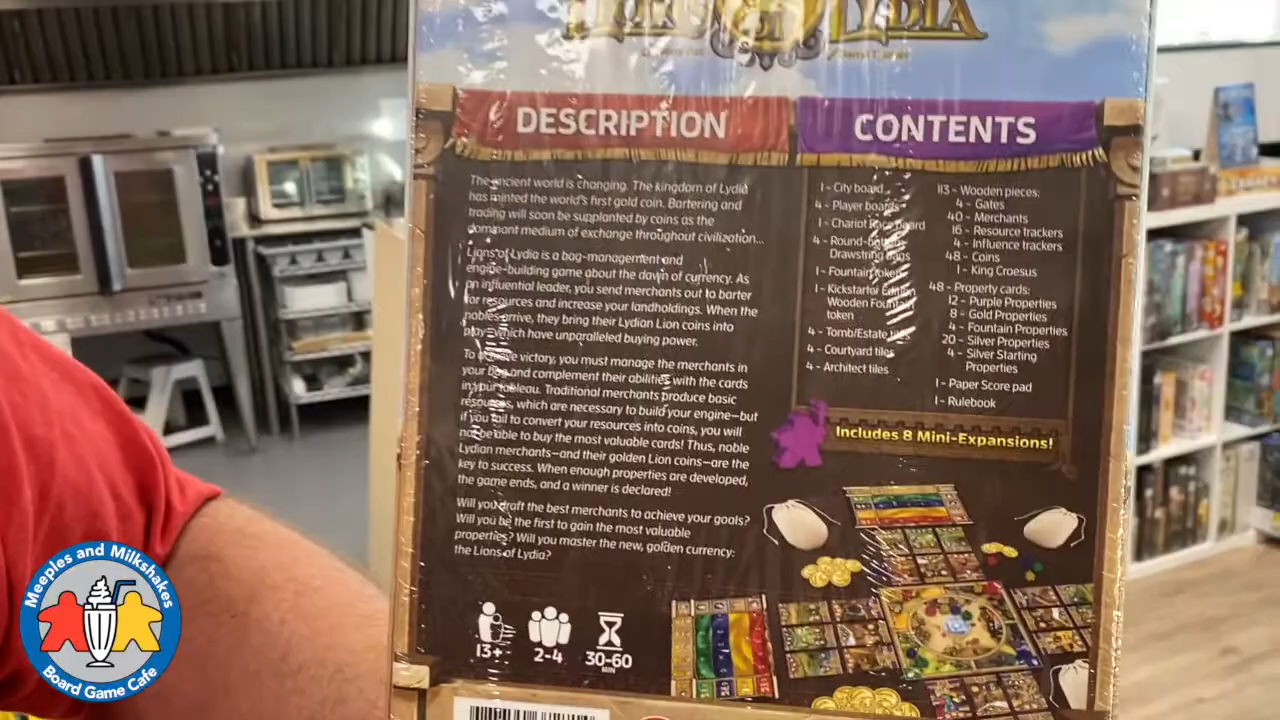 LIONS OF LYDIA
DESCRIPTION
The ancient world is changing. The kingdom of Lydia
has minted the world's first gold coin. Bartering and
trading will soon be supplanted by coins as the
dominant medium of exchange throughout civilization...
Lions of Lydia is a bag-management and
engine-building game about the dawn of currency. As
an influential leader, you send merchants out to barter
for resources and increase your landholdings. When the
nobles arrive, they bring their Lydian Lion coins into
play—which have unparalleled buying power.
To achieve victory, you must manage the merchants in
your bag and complement their abilities with the cards
in your tableau. Traditional merchants produce basic
resources, which are necessary to build your engine—but
if you fail to convert your resources into coins, you will
not be able to buy the most valuable cards! Thus, noble
Lydian merchants—and their golden Lion coins—are the
key to success. When enough properties are developed,
the game ends, and a winner is declared!
Will you draft the best merchants to achieve your goals?
Will you be the first to gain the most valuable
properties? Will you master the new, golden currency:
the Lions of Lydia?
13+
2-4
30-60
MIN
CONTENTS
1 - City board
4 - Player boards
1 - Chariot Race board
4 - Round-bottom
Drawstring bags
1 - Fountain token
1 - Kickstarter Edition
Wooden Fountain
token
4 - Tomb/Estate tiles
4 - Courtyard tiles
4 - Architect tiles
113 - Wooden pieces:
4 - Gates
40 - Merchants
16 - Resource trackers
4 - Influence trackers
48 - Coins
1 - King Croesus
48 - Property cards:
12 - Purple Properties
8 - Gold Properties
4 - Fountain Properties
20 - Silver Properties
4 - Silver Starting
Properties
1 - Paper Score pad
1 - Rulebook
Includes 8 Mini-Expansions!
Meeples and Milkshakes
Board Game Cafe